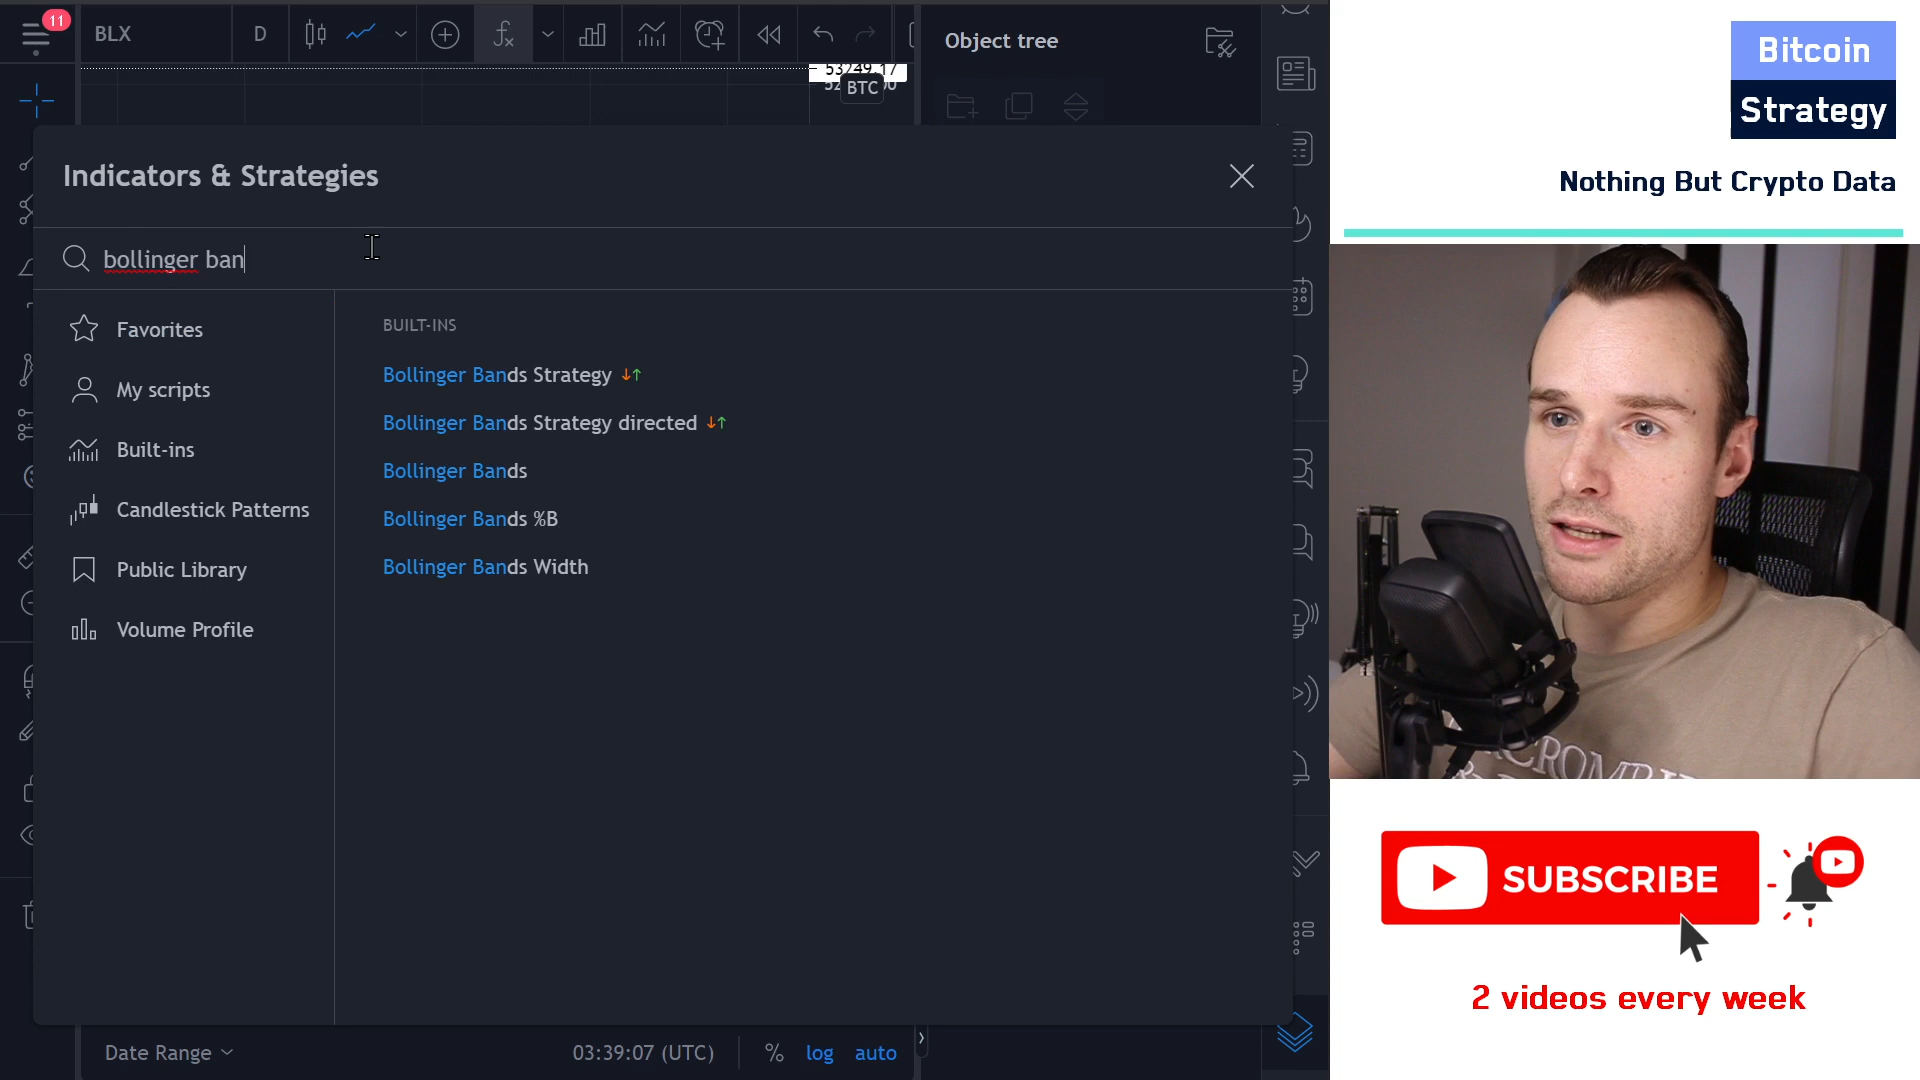 11
BLX
D
Object tree
53249.17
BTC
Indicators & Strategies
bollinger ban
Favorites
My scripts
Built-ins
Candlestick Patterns
Public Library
Volume Profile
BUILT-INS
Bollinger Bands Strategy
Bollinger Bands Strategy directed
Bollinger Bands
Bollinger Bands %B
Bollinger Bands Width
Date Range
03:39:07 (UTC)
%
log
auto
Bitcoin
Strategy
Nothing But Crypto Data
SUBSCRIBE
2 videos every week